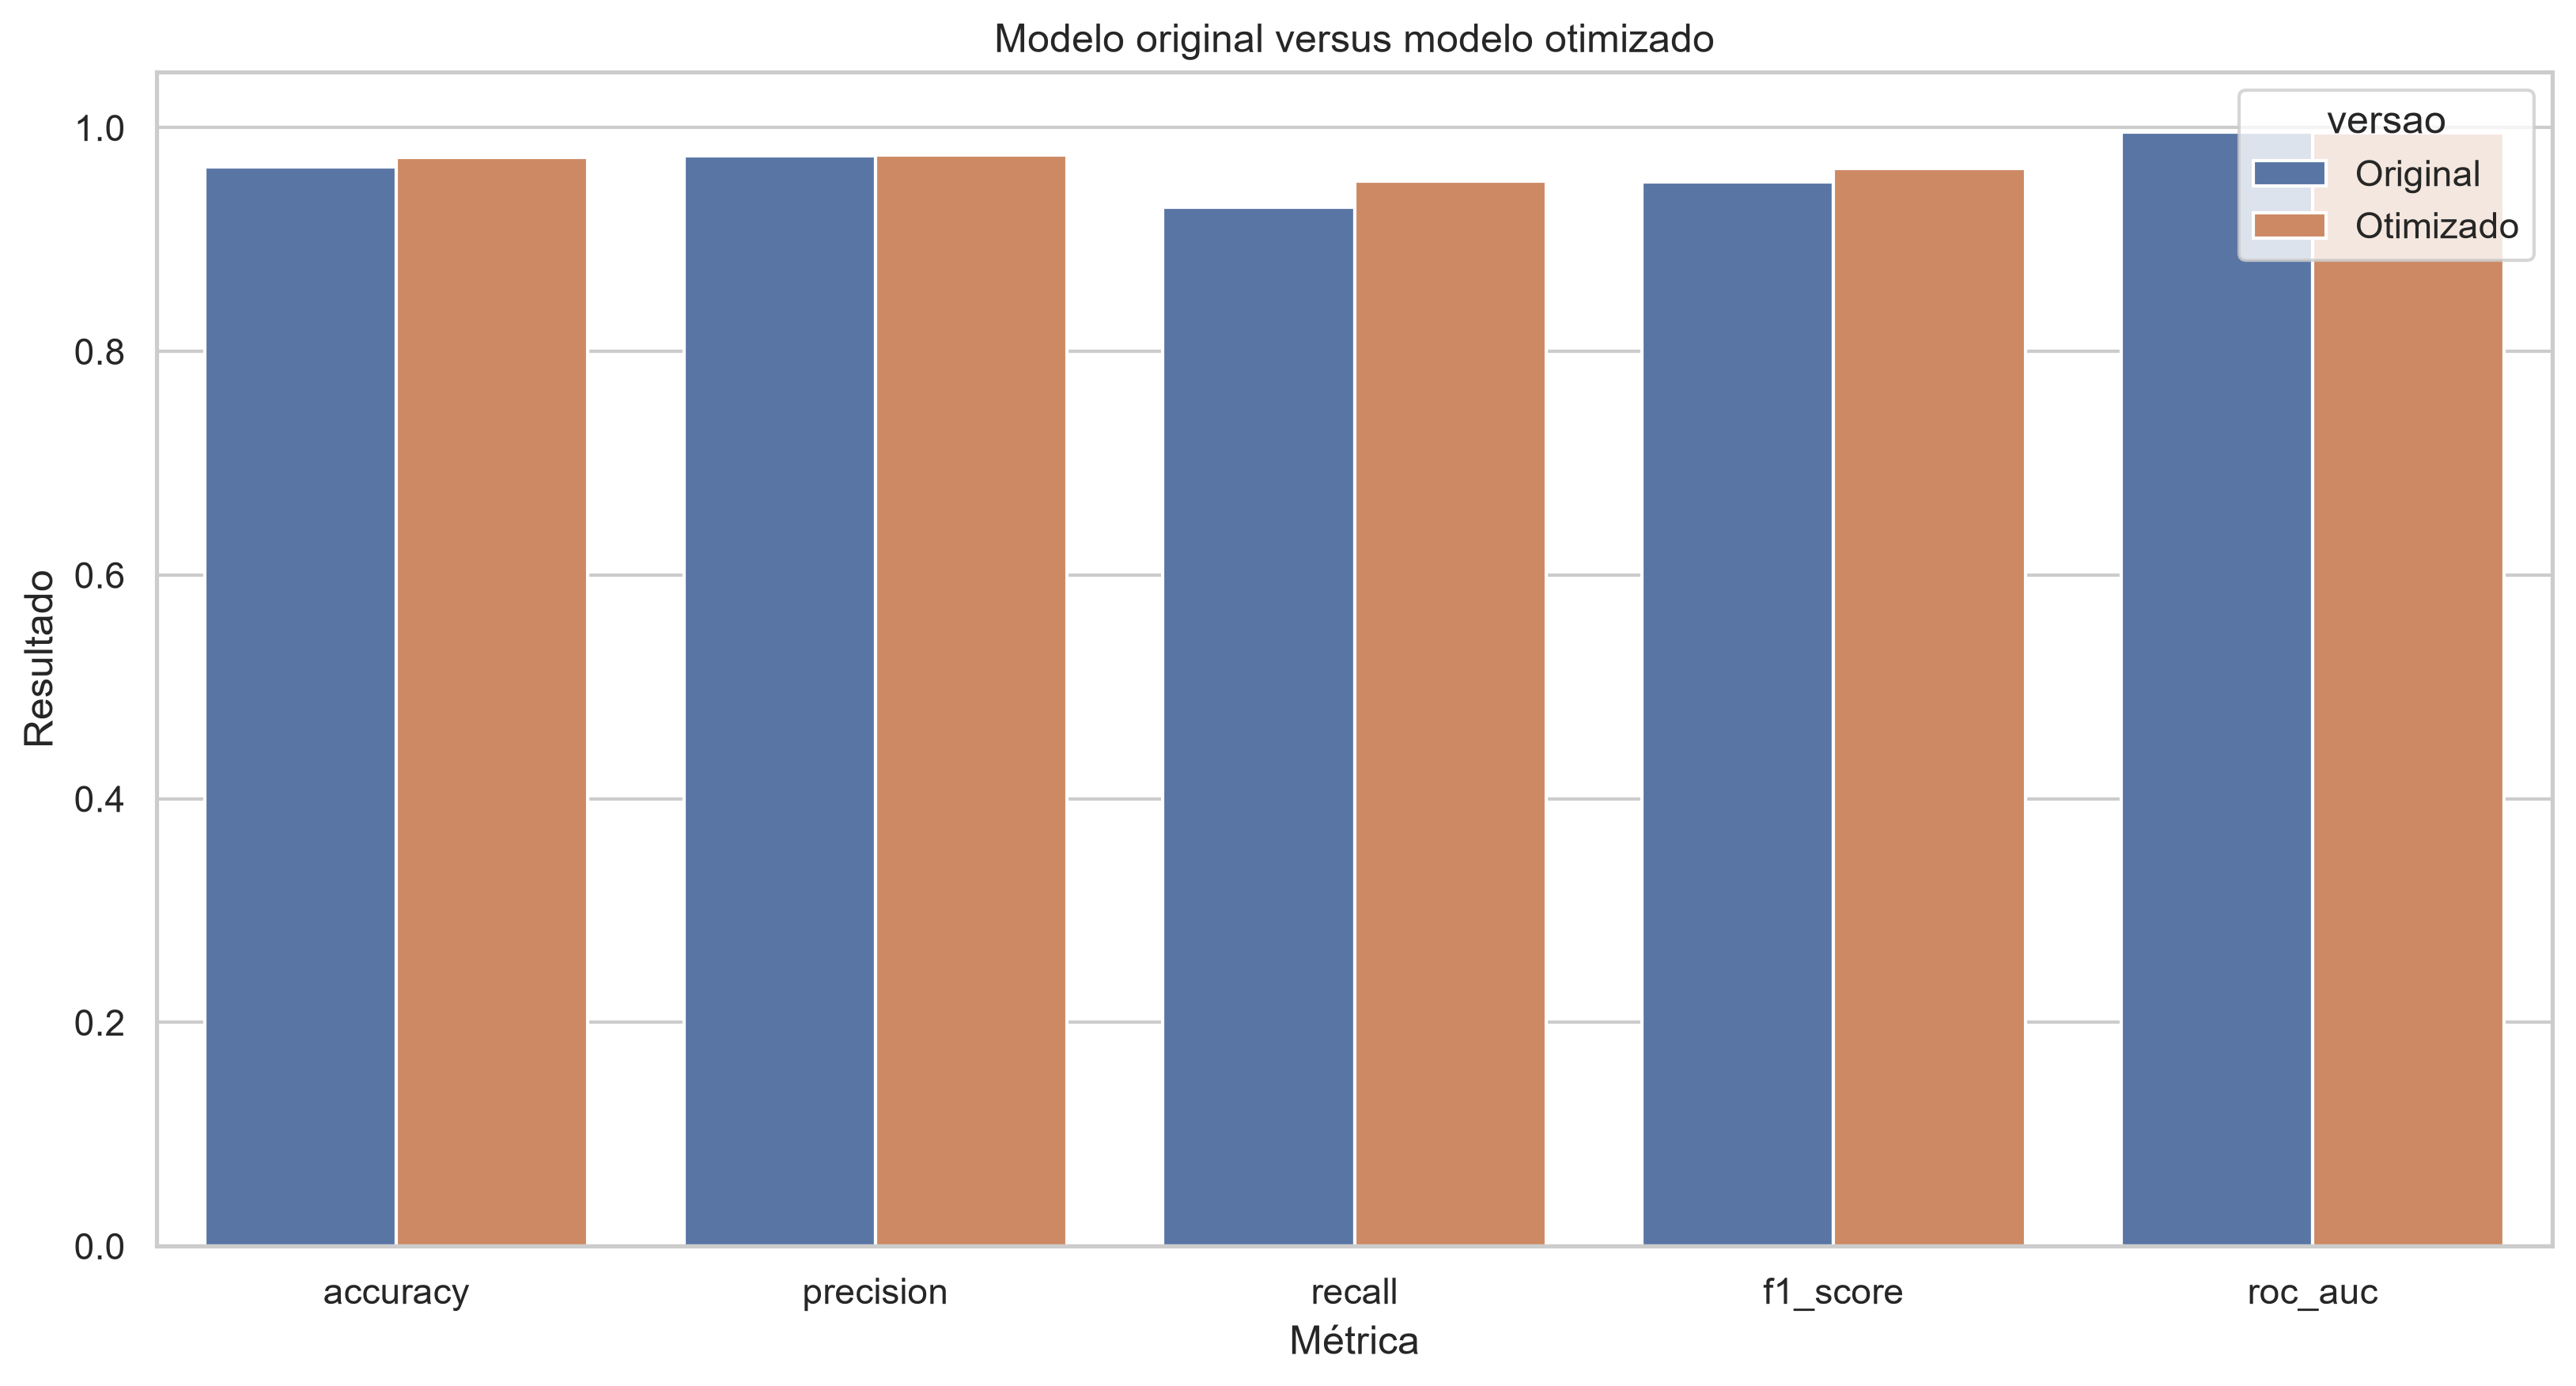 Modelo original versus modelo otimizado
versao
Original
Otimizado
Resultado
1.0
0.8
0.6
0.4
0.2
0.0
accuracy
precision
recall
f1_score
roc_auc
Métrica